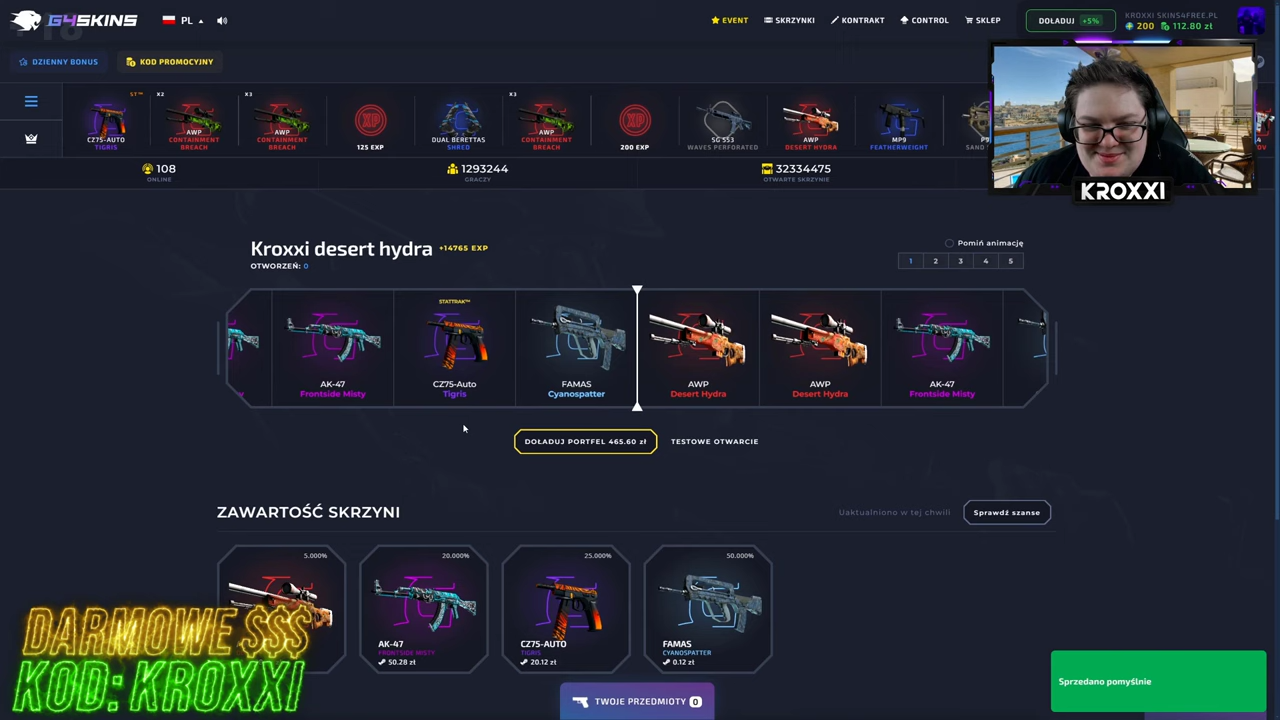 G4SKINS
PL
EVENT
SKRZYNKI
KONTRAKT
CONTROL
SKLEP
DOŁADUJ +5%
KROXXI SKINS4FREE.PL
200 112.80 zł
DZIENNY BONUS
KOD PROMOCYJNY
ST™
CZ75-AUTO
TIGRIS
X2
AWP
CONTAINMENT
BREACH
X3
AWP
CONTAINMENT
BREACH
XP
125 EXP
DUAL BERETTAS
SHRED
X3
AWP
CONTAINMENT
BREACH
XP
200 EXP
SG 553
WAVES PERFORATED
AWP
DESERT HYDRA
MP9
FEATHERWEIGHT
108
ONLINE
1293244
GRACZY
32334475
OTWARTE SKRZYNIE
KROXXI
Kroxxi desert hydra +14765 EXP
OTWORZEŃ: 0
Pomiń animację
1 2 3 4 5
AK-47
Frontside Misty
STATTRAK™
CZ75-Auto
Tigris
FAMAS
Cyanospatter
AWP
Desert Hydra
AWP
Desert Hydra
AK-47
Frontside Misty
DOŁADUJ PORTFEL 465.60 zł
TESTOWE OTWARCIE
ZAWARTOŚĆ SKRZYNI
Uaktualniono w tej chwili
Sprawdź szanse
5.000%
20.000%
AK-47
FRONTSIDE MISTY
50.28 zł
25.000%
CZ75-AUTO
TIGRIS
20.12 zł
50.000%
FAMAS
CYANOSPATTER
0.12 zł
DARMOWE $$$
KOD: KROXXI
TWOJE PRZEDMIOTY 0
Sprzedano pomyślnie